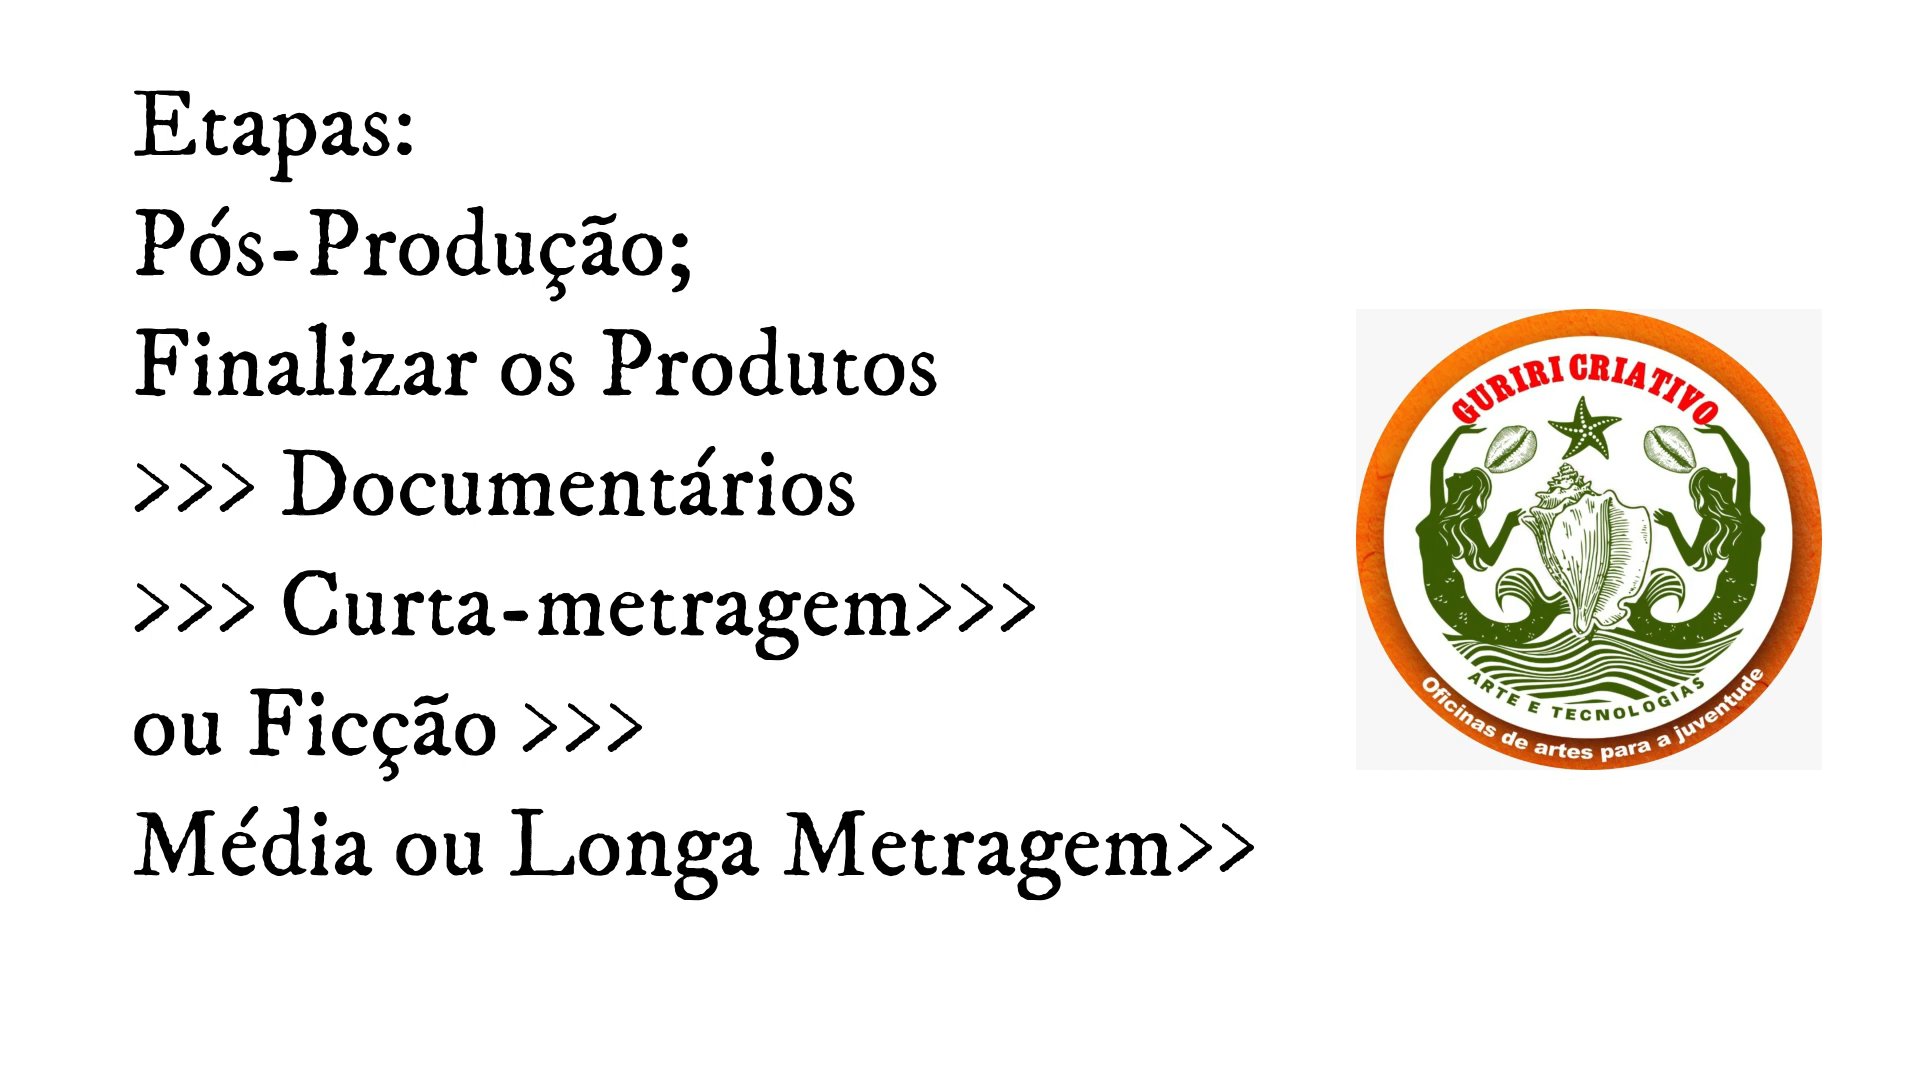 Etapas:
Pós-Produção;
Finalizar os Produtos
>>> Documentários
>>> Curta-metragem>>>
ou Ficção >>>
Média ou Longa Metragem>>
GURIRI CRIATIVO
ARTE E TECNOLOGIAS
Oficinas de artes para a juventude